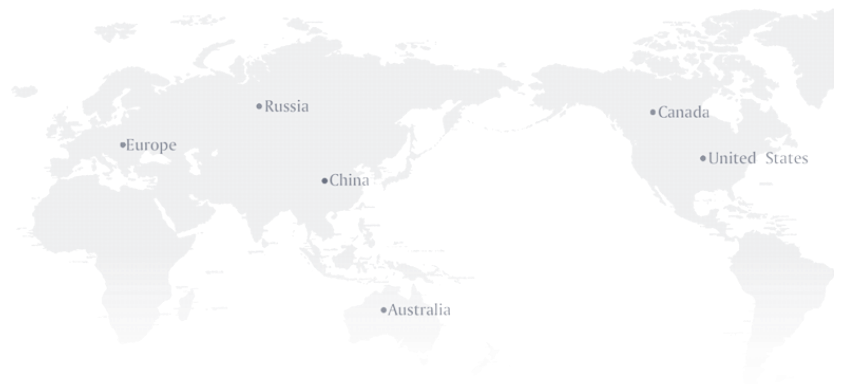 Russia
Canada
Europe
United States
China
Australia